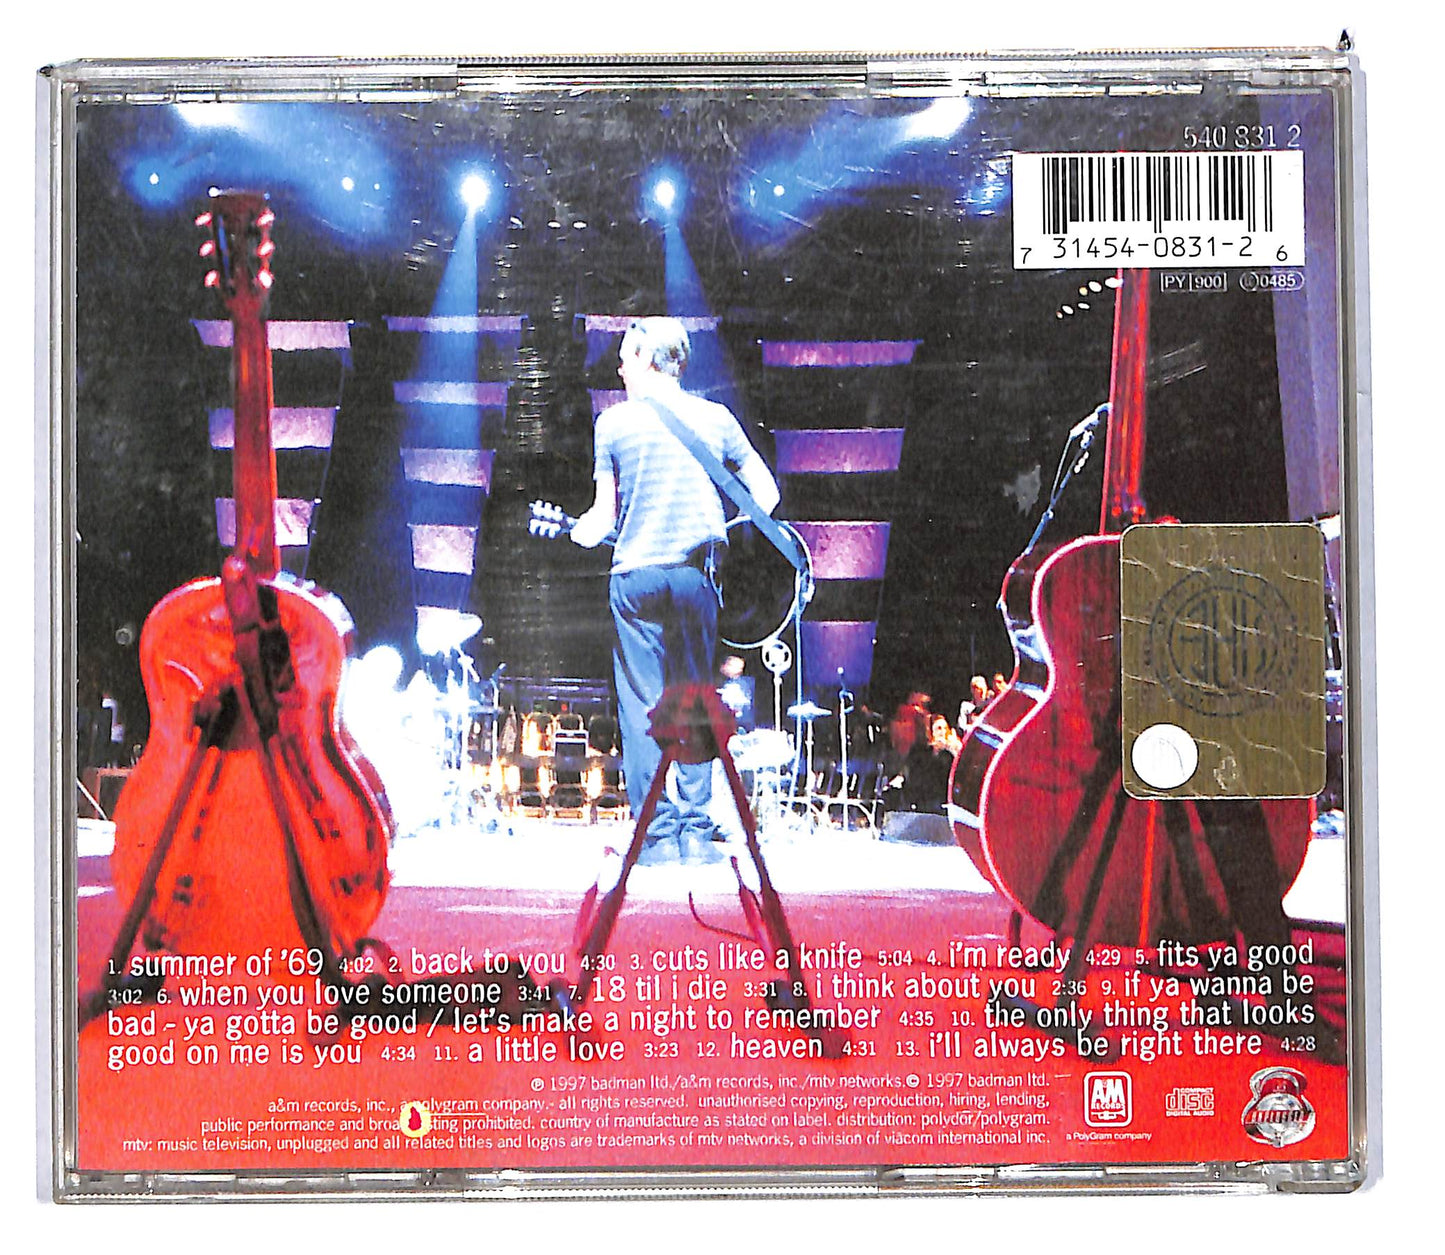 540 831 2
7 31454-0831-2 6
PY 900 LC 0485
1. summer of '69 4:02 2. back to you 4:30 3. cuts like a knife 5:04 4. i'm ready 4:29 5. fits ya good
3:02 6. when you love someone 3:41 7. 18 til i die 3:31 8. i think about you 2:36 9. if ya wanna be
bad - ya gotta be good / let's make a night to remember 4:35 10. the only thing that looks
good on me is you 4:34 11. a little love 3:23 12. heaven 4:31 13. i'll always be right there 4:28
℗ 1997 badman ltd./a&m records, inc./mtv networks.© 1997 badman ltd.
a&m records, inc., a polygram company.- all rights reserved. unauthorised copying, reproduction, hiring, lending,
public performance and broadcasting prohibited. country of manufacture as stated on label. distribution: polydor/polygram.
mtv: music television, unplugged and all related titles and logos are trademarks of mtv networks, a division of viacom international inc.
A&M
RECORDS
a PolyGram company
COMPACT
disc
DIGITAL AUDIO